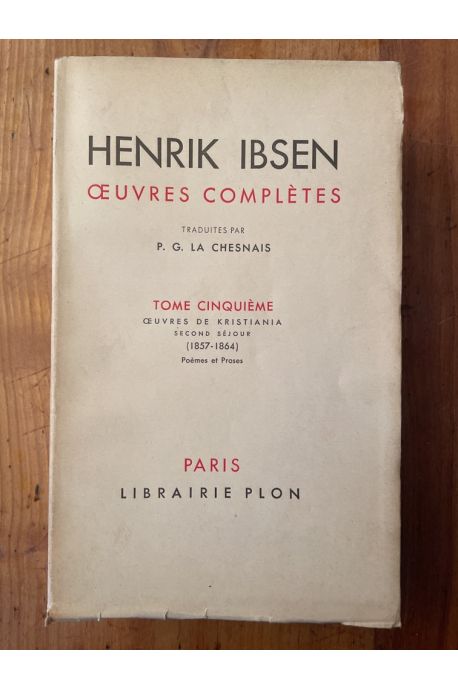 HENRIK IBSEN
ŒUVRES COMPLÈTES
TRADUITES PAR
P. G. LA CHESNAIS
TOME CINQUIÈME
ŒUVRES DE KRISTIANIA
SECOND SÉJOUR
(1857-1864)
Poèmes et Proses
PARIS
LIBRAIRIE PLON